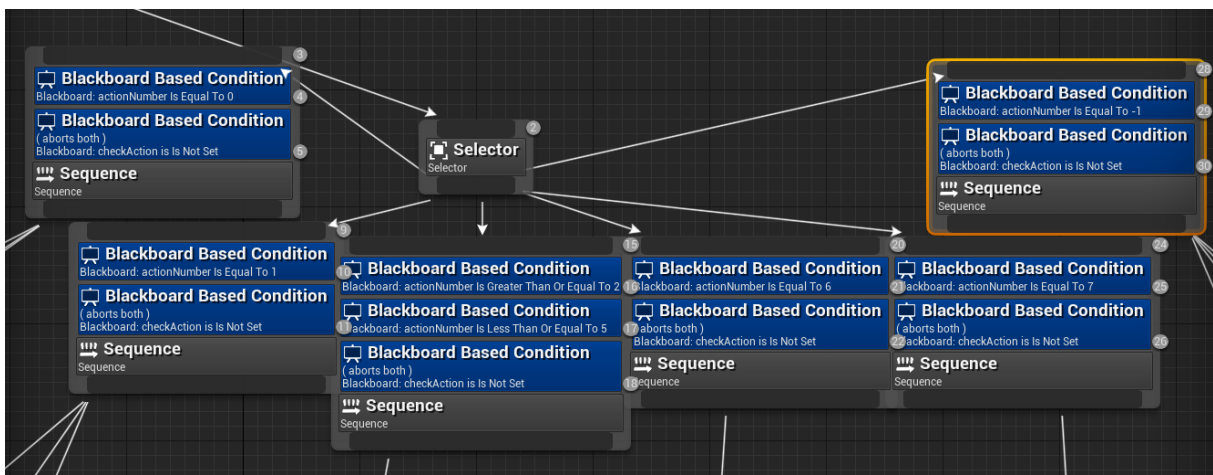 3
Blackboard Based Condition
Blackboard: actionNumber Is Equal To 0
4
Blackboard Based Condition
( aborts both )
Blackboard: checkAction is Is Not Set
5
Sequence
Sequence
2
Selector
Selector
28
Blackboard Based Condition
Blackboard: actionNumber Is Equal To -1
29
Blackboard Based Condition
( aborts both )
Blackboard: checkAction is Is Not Set
30
Sequence
Sequence
9
Blackboard Based Condition
Blackboard: actionNumber Is Equal To 1
10
Blackboard Based Condition
( aborts both )
Blackboard: checkAction is Is Not Set
11
Sequence
Sequence
15
Blackboard Based Condition
Blackboard: actionNumber Is Greater Than Or Equal To 2
16
Blackboard Based Condition
Blackboard: actionNumber Is Less Than Or Equal To 5
17
Blackboard Based Condition
( aborts both )
Blackboard: checkAction is Is Not Set
18
Sequence
Sequence
20
Blackboard Based Condition
Blackboard: actionNumber Is Equal To 6
21
Blackboard Based Condition
( aborts both )
Blackboard: checkAction is Is Not Set
22
Sequence
Sequence
24
Blackboard Based Condition
Blackboard: actionNumber Is Equal To 7
25
Blackboard Based Condition
( aborts both )
Blackboard: checkAction is Is Not Set
26
Sequence
Sequence